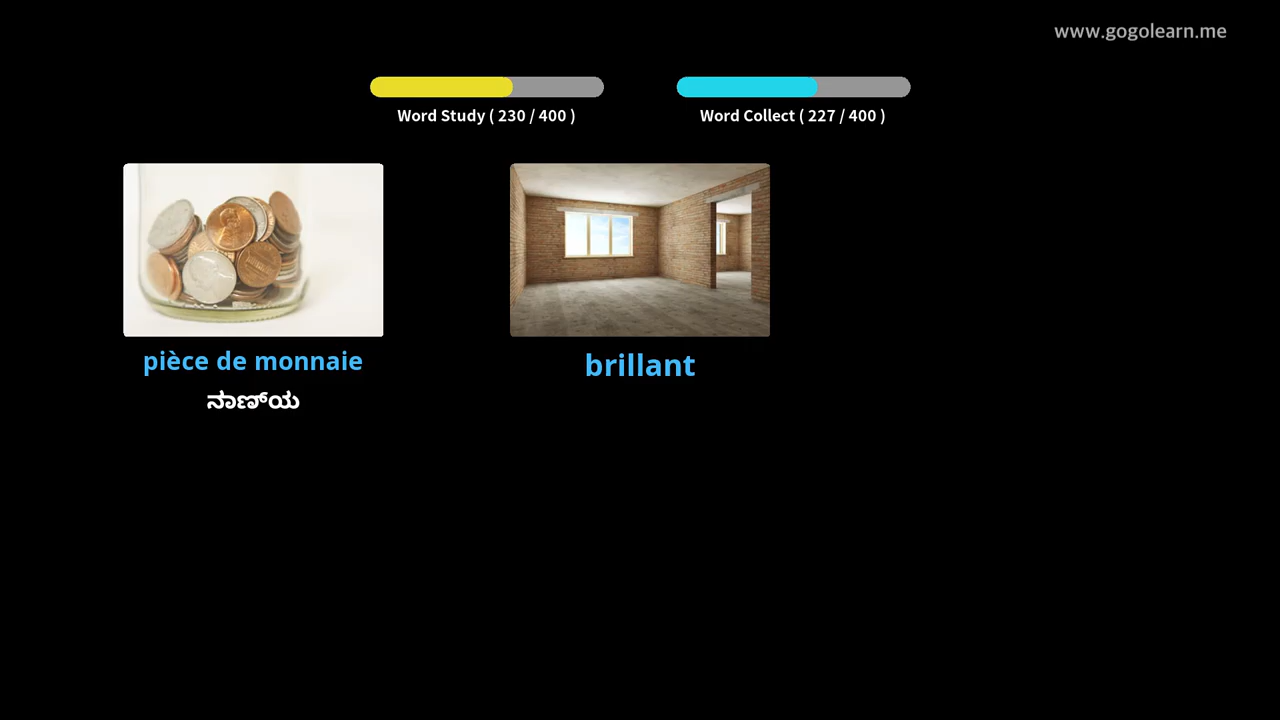 www.gogolearn.me
Word Study ( 230 / 400 )
Word Collect ( 227 / 400 )
pièce de monnaie
ನಾಣ್ಯ
brillant